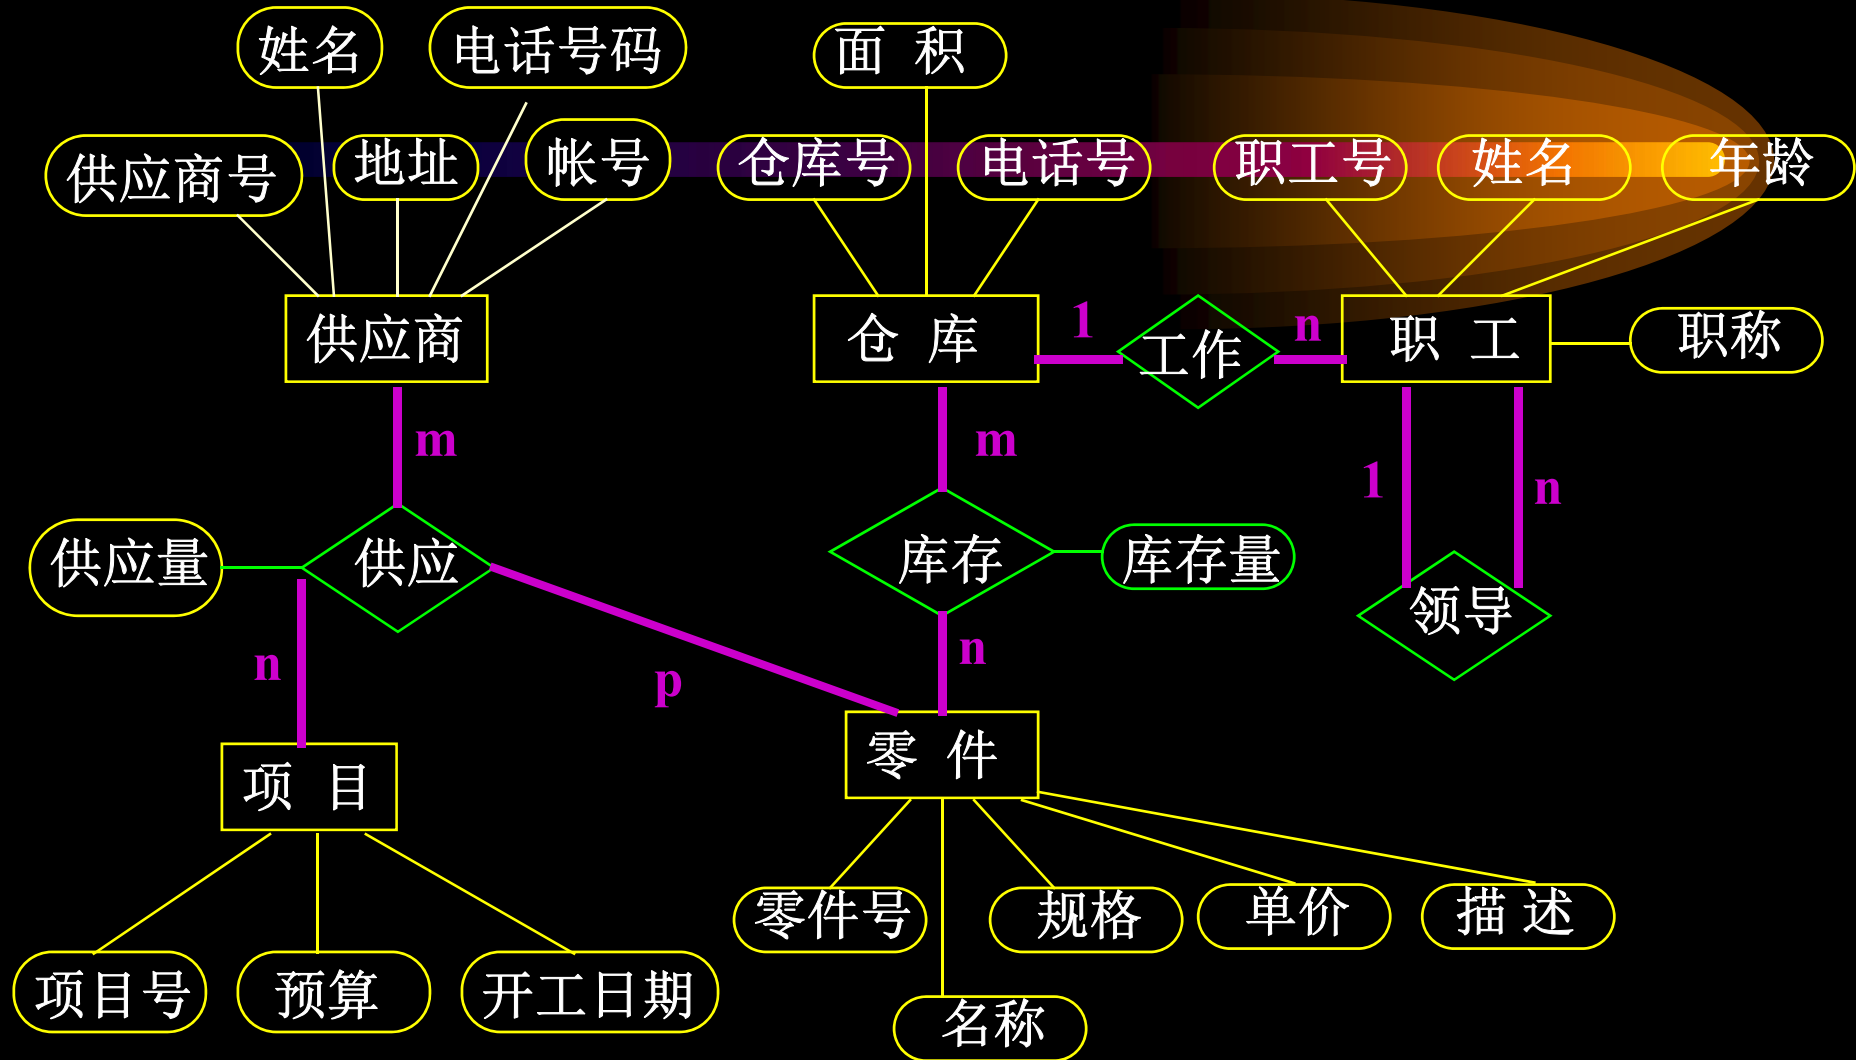 姓名
电话号码
面 积
供应商号
地址
帐号
仓库号
电话号
职工号
姓名
年龄
供应商
仓 库
1
工作
n
职 工
职称
m
m
1
n
供应量
供应
库存
库存量
领导
n
p
n
项 目
零 件
零件号
规格
单价
描 述
项目号
预算
开工日期
名称